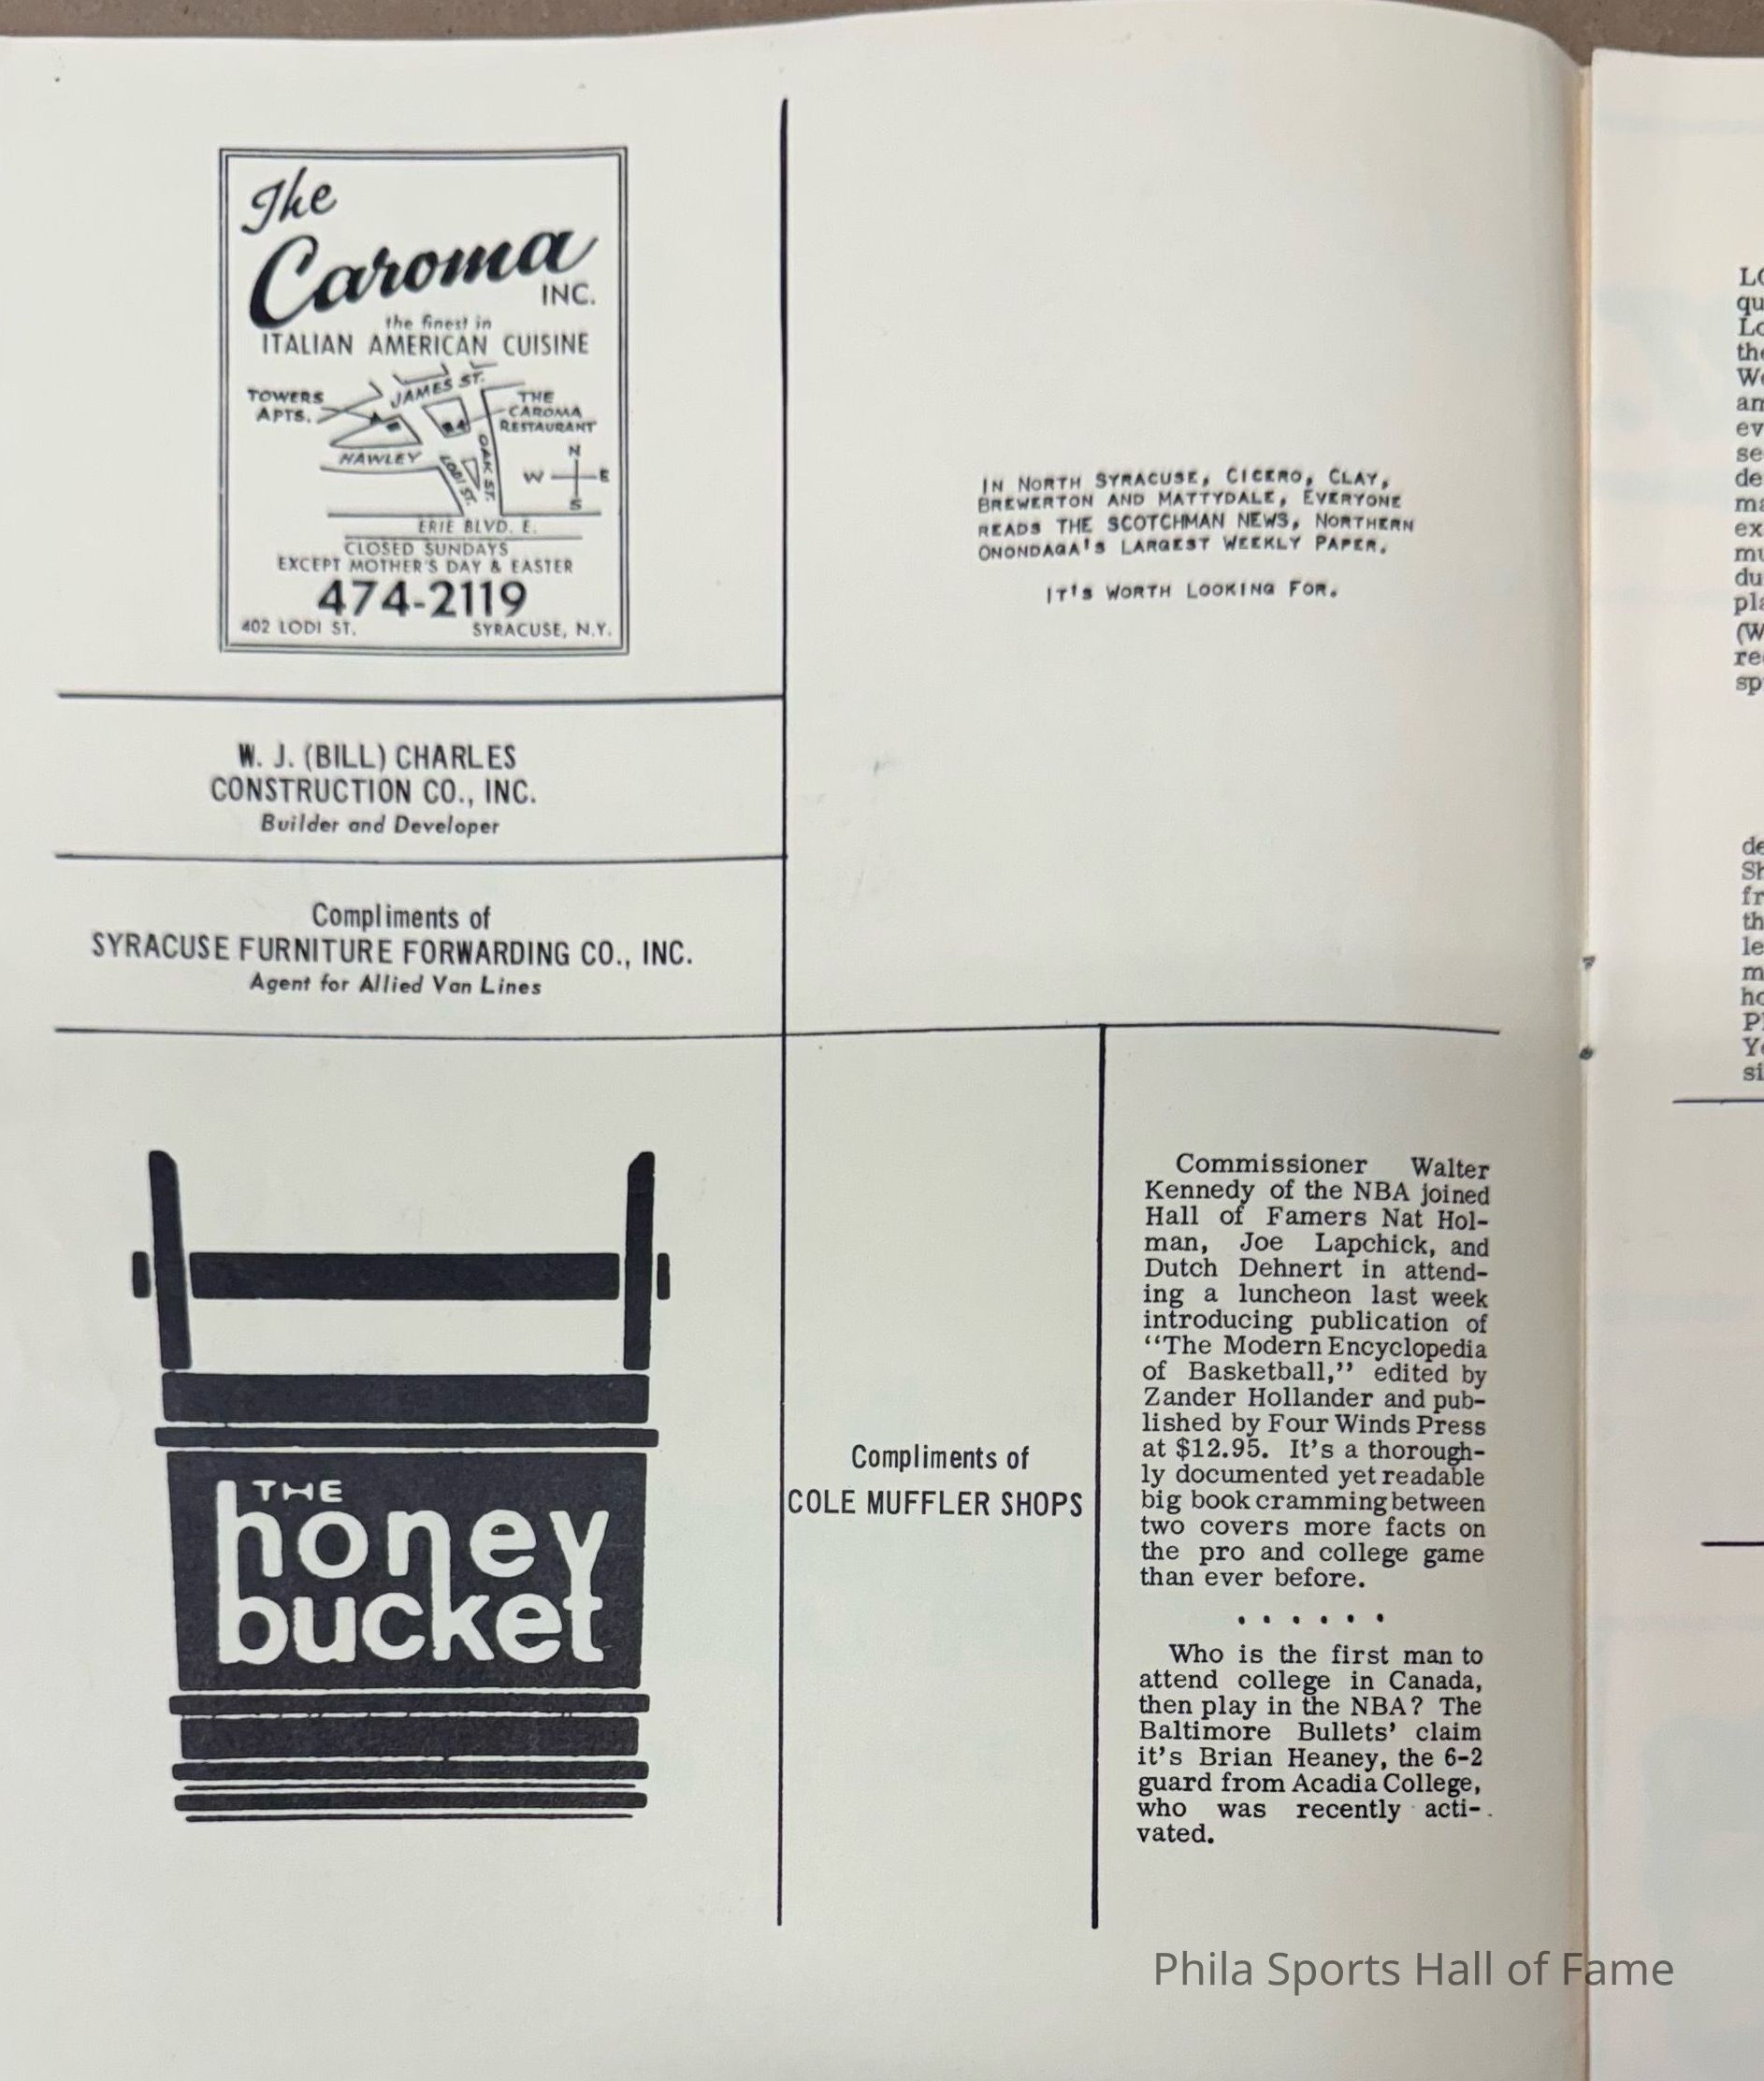 The
Caroma
INC.
the finest in
ITALIAN AMERICAN CUISINE
TOWERS
APTS.
JAMES ST.
THE
CAROMA
RESTAURANT
HAWLEY
LODI ST.
OAK ST.
N
W E
S
ERIE BLVD. E.
CLOSED SUNDAYS
EXCEPT MOTHER'S DAY & EASTER
474-2119
402 LODI ST. SYRACUSE, N.Y.
W. J. (BILL) CHARLES
CONSTRUCTION CO., INC.
Builder and Developer
Compliments of
SYRACUSE FURNITURE FORWARDING CO., INC.
Agent for Allied Van Lines
IN NORTH SYRACUSE, CICERO, CLAY,
BREWERTON AND MATTYDALE, EVERYONE
READS THE SCOTCHMAN NEWS, NORTHERN
ONONDAGA'S LARGEST WEEKLY PAPER.
IT'S WORTH LOOKING FOR.
THE
honey
bucket
Compliments of
COLE MUFFLER SHOPS
Commissioner Walter
Kennedy of the NBA joined
Hall of Famers Nat Hol-
man, Joe Lapchick, and
Dutch Dehnert in attend-
ing a luncheon last week
introducing publication of
‘‘The Modern Encyclopedia
of Basketball,’’ edited by
Zander Hollander and pub-
lished by Four Winds Press
at $12.95. It's a thorough-
ly documented yet readable
big book cramming between
two covers more facts on
the pro and college game
than ever before.
. . . . . .
Who is the first man to
attend college in Canada,
then play in the NBA? The
Baltimore Bullets' claim
it's Brian Heaney, the 6-2
guard from Acadia College,
who was recently acti-
vated.
Phila Sports Hall of Fame